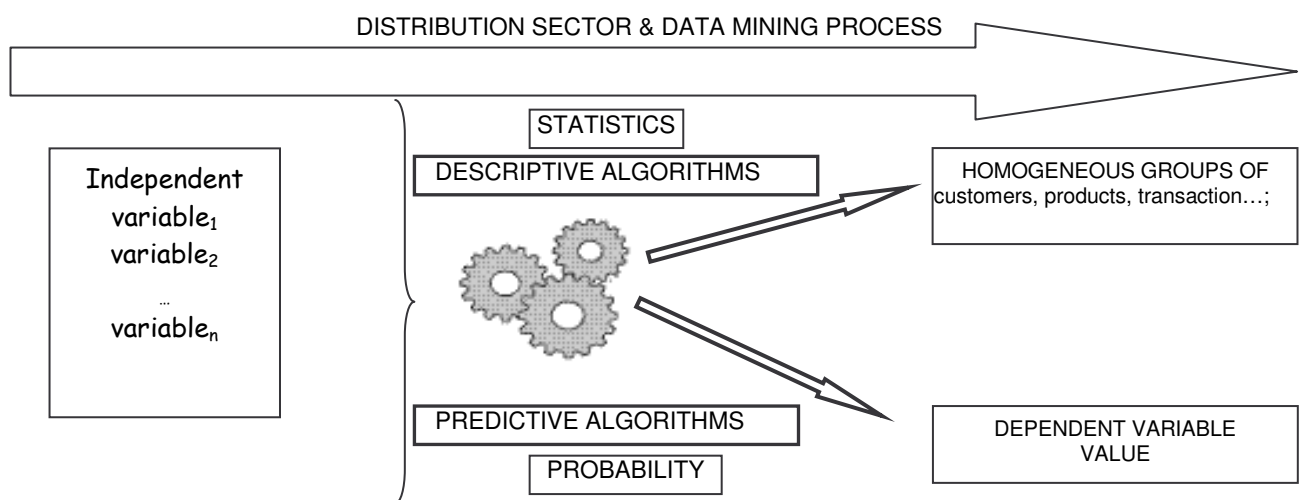 DISTRIBUTION SECTOR & DATA MINING PROCESS
Independent
variable₁
variable₂
...
variableₙ
STATISTICS
DESCRIPTIVE ALGORITHMS
PREDICTIVE ALGORITHMS
PROBABILITY
HOMOGENEOUS GROUPS OF
customers, products, transaction…;
DEPENDENT VARIABLE
VALUE